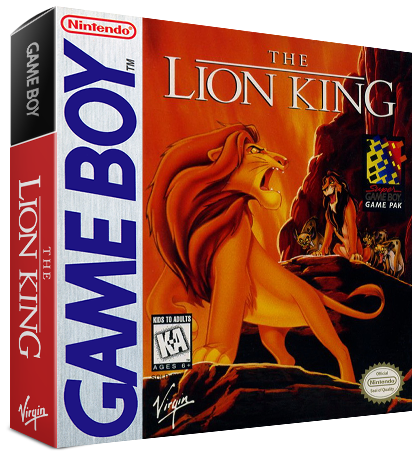 GAME BOY
THE
LION KING
Virgin
Nintendo®
GAME BOY
TM
THE
LION KING
Super
GAME BOY
GAME PAK
KIDS TO ADULTS
K-A
AGES 6+
Virgin
Official
Nintendo
Seal of Quality